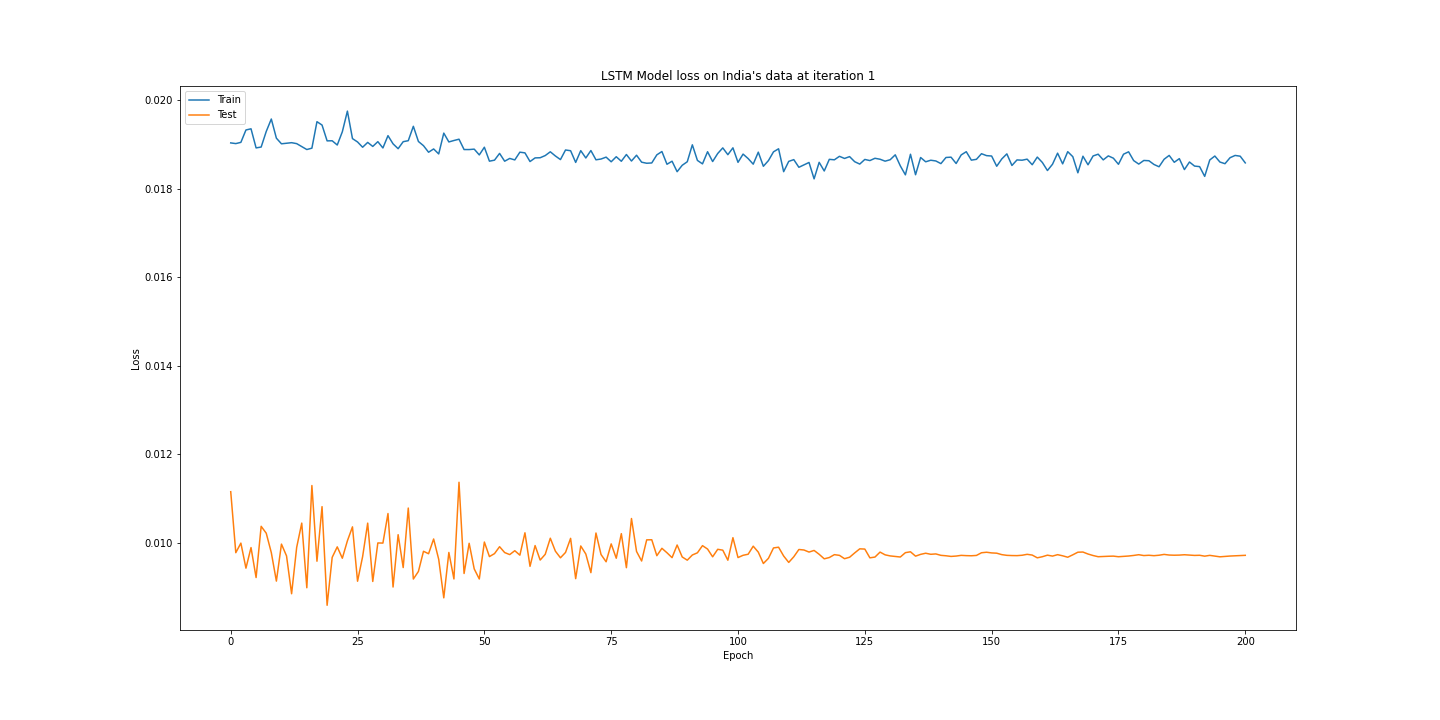 LSTM Model loss on India's data at iteration 1
Train
Test
0.020
0.018
0.016
0.014
0.012
0.010
Loss
0 25 50 75 100 125 150 175 200
Epoch